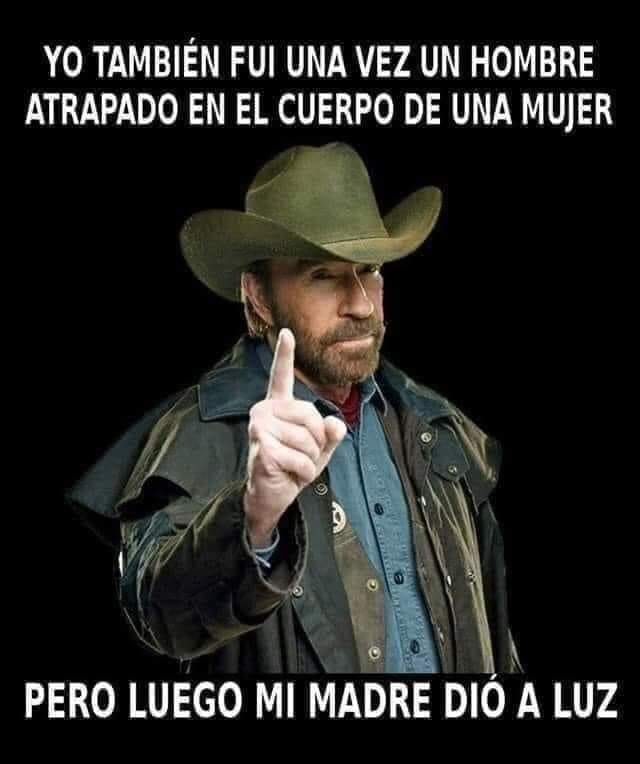 YO TAMBIÉN FUI UNA VEZ UN HOMBRE
ATRAPADO EN EL CUERPO DE UNA MUJER
PERO LUEGO MI MADRE DIÓ A LUZ